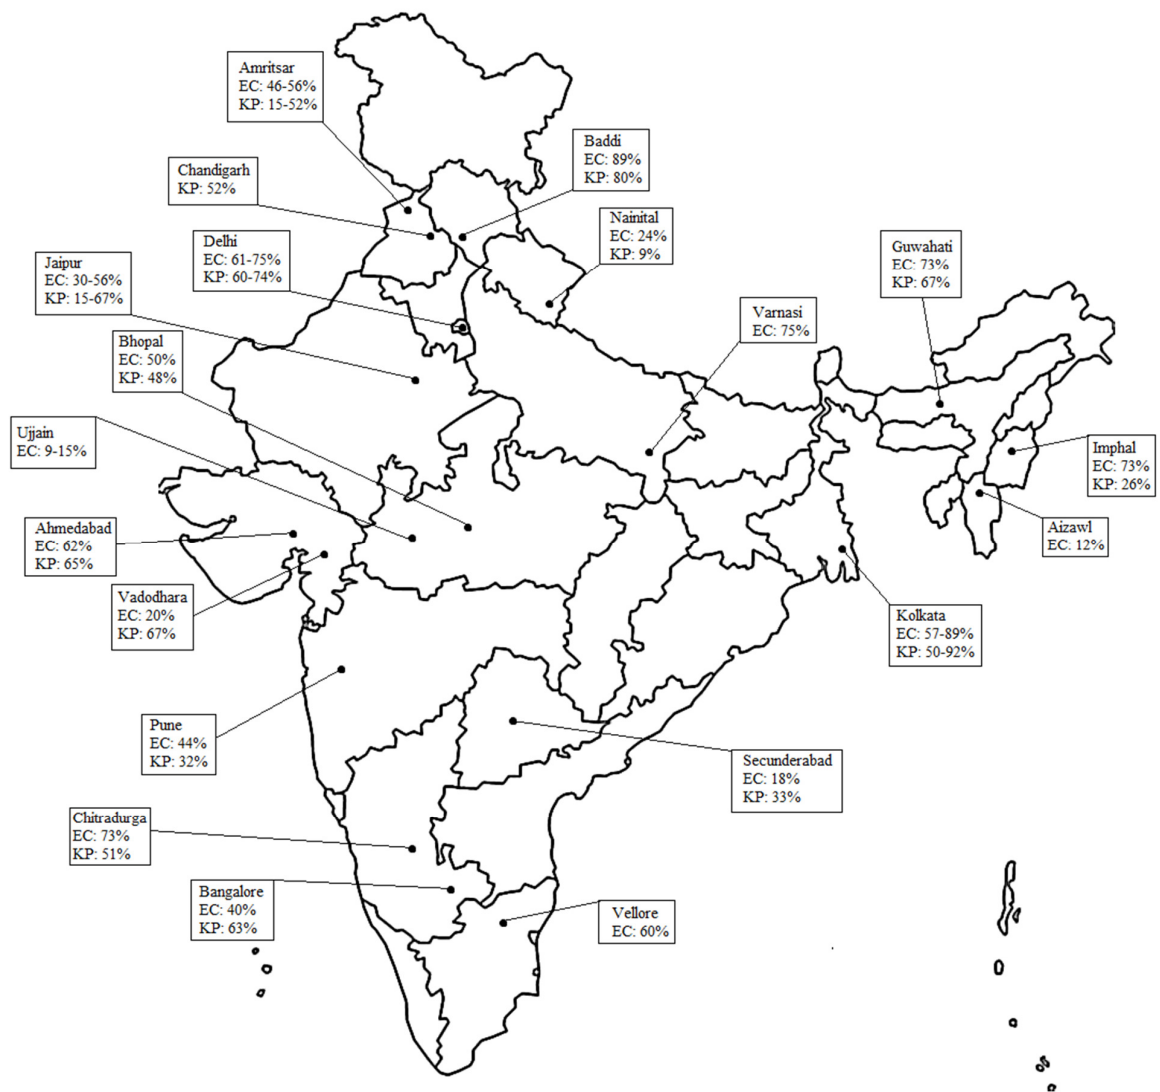 Amritsar
EC: 46-56%
KP: 15-52%
Baddi
EC: 89%
KP: 80%
Chandigarh
KP: 52%
Nainital
EC: 24%
KP: 9%
Delhi
EC: 61-75%
KP: 60-74%
Guwahati
EC: 73%
KP: 67%
Jaipur
EC: 30-56%
KP: 15-67%
Varnasi
EC: 75%
Bhopal
EC: 50%
KP: 48%
Ujjain
EC: 9-15%
Imphal
EC: 73%
KP: 26%
Ahmedabad
EC: 62%
KP: 65%
Aizawl
EC: 12%
Vadodhara
EC: 20%
KP: 67%
Kolkata
EC: 57-89%
KP: 50-92%
Pune
EC: 44%
KP: 32%
Secunderabad
EC: 18%
KP: 33%
Chitradurga
EC: 73%
KP: 51%
Bangalore
EC: 40%
KP: 63%
Vellore
EC: 60%